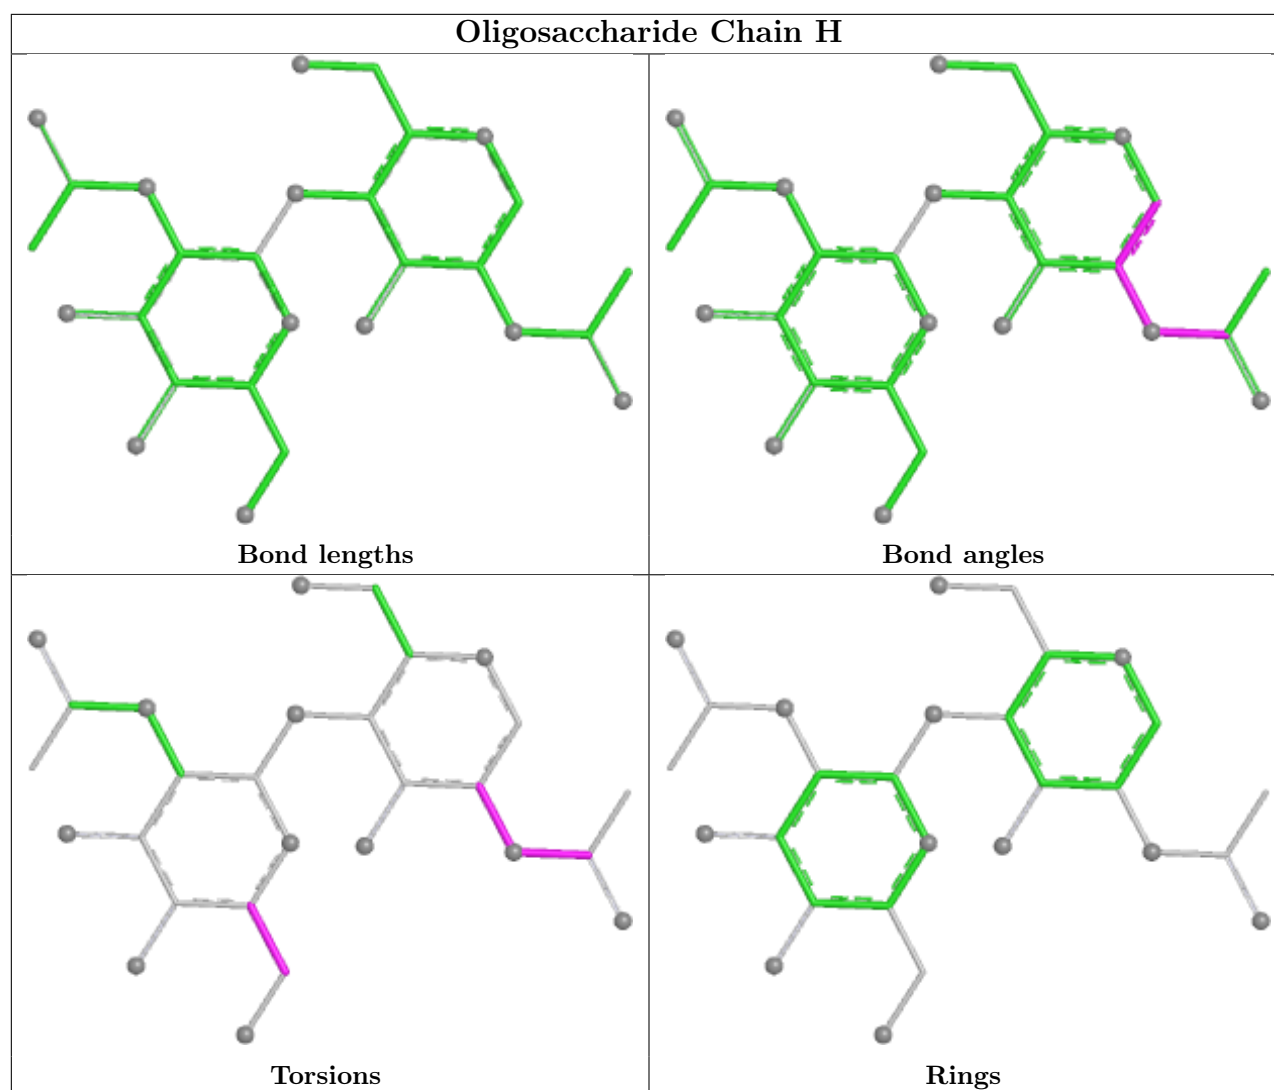 Oligosaccharide Chain H
Bond lengths
Bond angles
Torsions
Rings